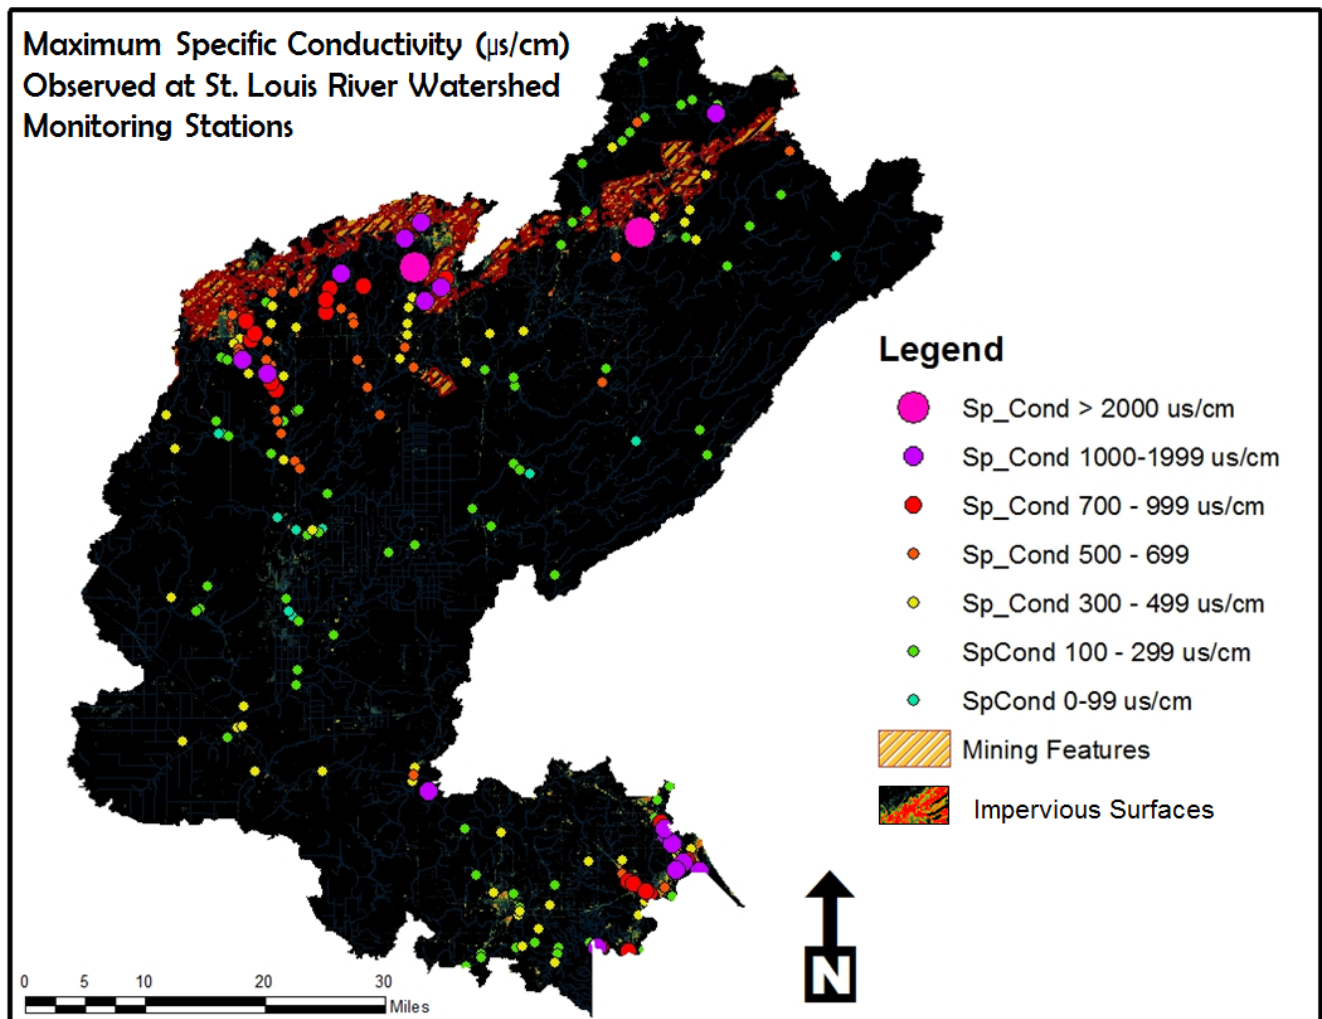 Maximum Specific Conductivity (µs/cm)
Observed at St. Louis River Watershed
Monitoring Stations
Legend
Sp_Cond > 2000 us/cm
Sp_Cond 1000-1999 us/cm
Sp_Cond 700 - 999 us/cm
Sp_Cond 500 - 699
Sp_Cond 300 - 499 us/cm
SpCond 100 - 299 us/cm
SpCond 0-99 us/cm
Mining Features
Impervious Surfaces
N
0 5 10 20 30
Miles